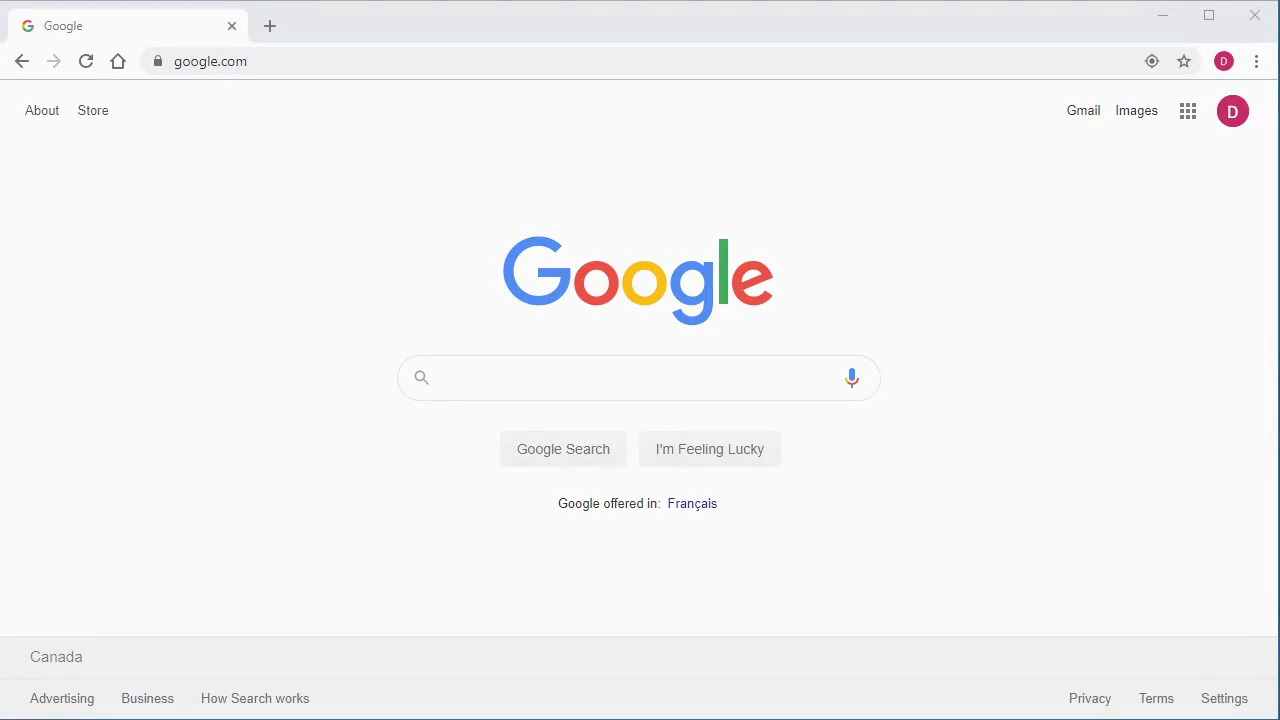 Google
google.com
D
About Store
Gmail Images
D
Google
Google Search I'm Feeling Lucky
Google offered in: Français
Canada
Advertising Business How Search works
Privacy Terms Settings